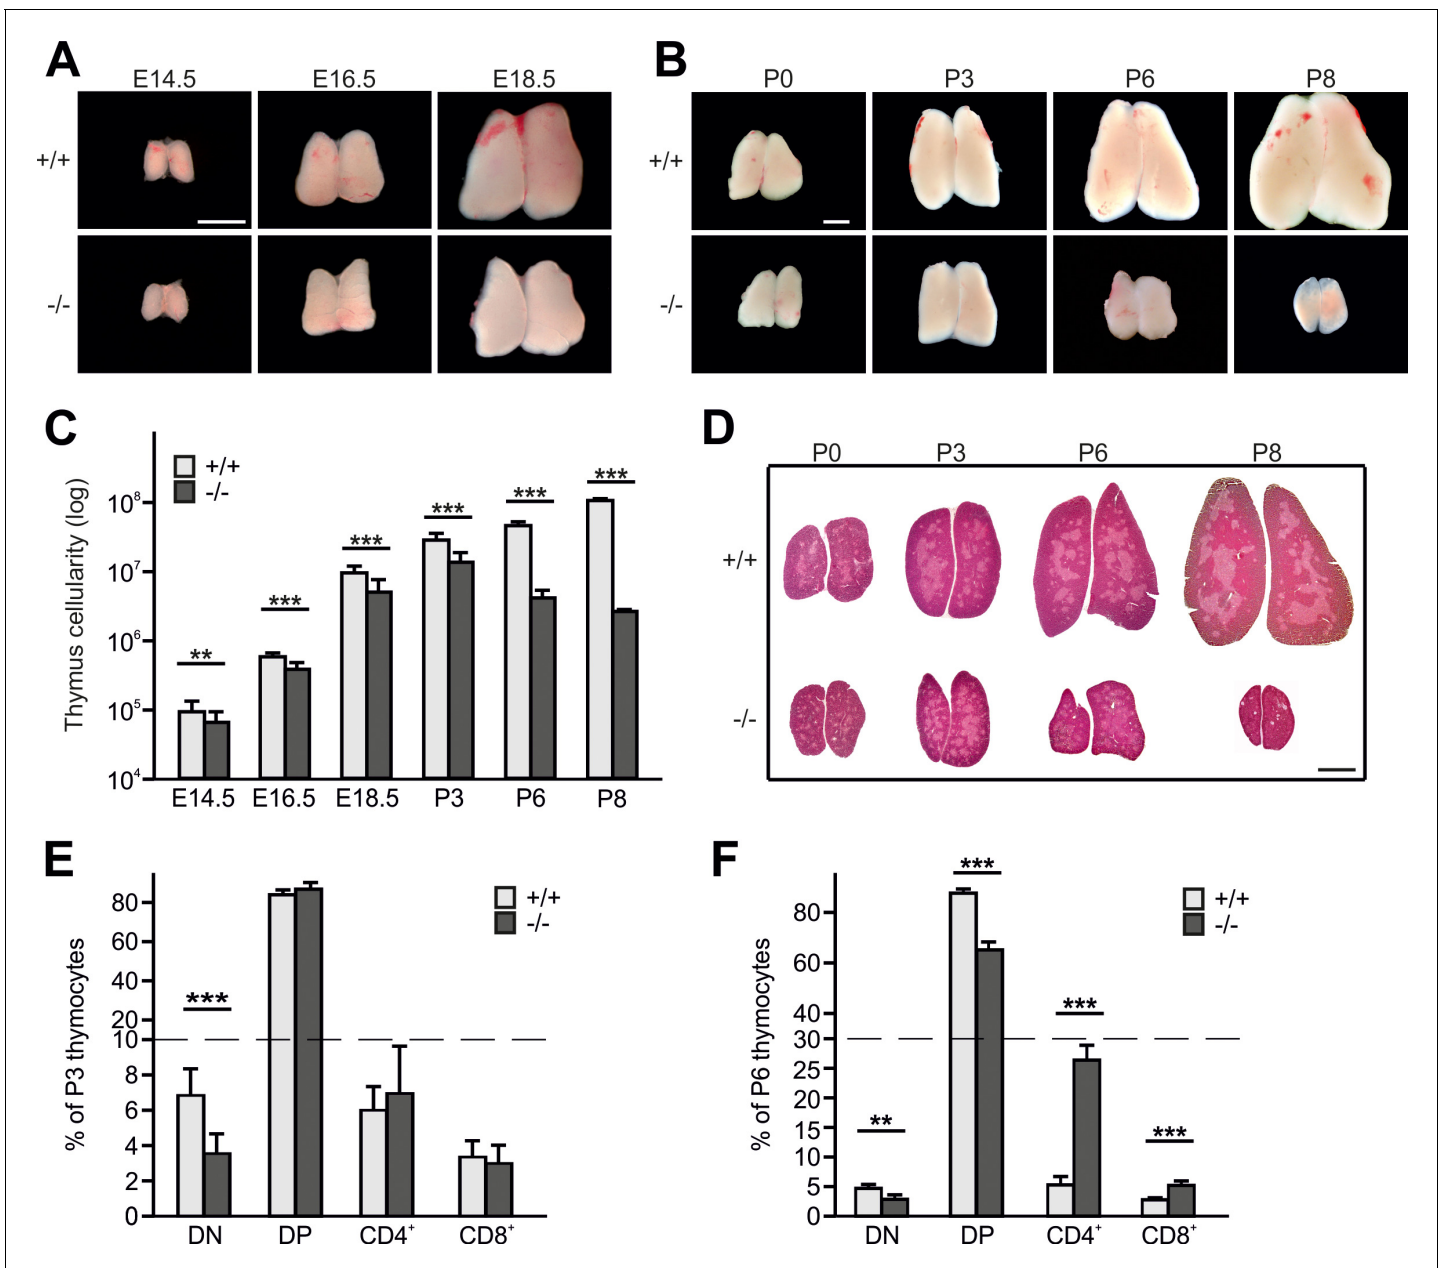 A
E14.5 E16.5 E18.5
+/+
-/-
B
P0 P3 P6 P8
+/+
-/-
C
Thymus cellularity (log)
+/+
-/-
10⁸
10⁷
10⁶
10⁵
10⁴
** *** *** *** *** ***
E14.5 E16.5 E18.5 P3 P6 P8
D
P0 P3 P6 P8
+/+
-/-
E
% of P3 thymocytes
80
60
40
20
10
8
6
4
2
0
***
+/+
-/-
DN DP CD4⁺ CD8⁺
F
% of P6 thymocytes
80
60
40
30
25
20
15
10
5
0
** *** *** ***
+/+
-/-
DN DP CD4⁺ CD8⁺